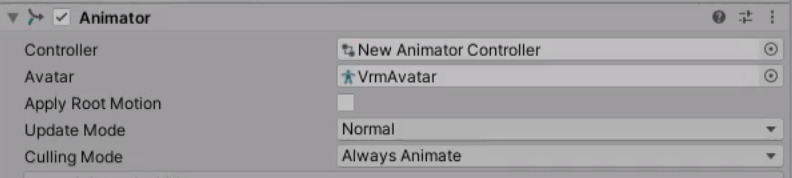 Animator
Controller New Animator Controller
Avatar VrmAvatar
Apply Root Motion
Update Mode Normal
Culling Mode Always Animate